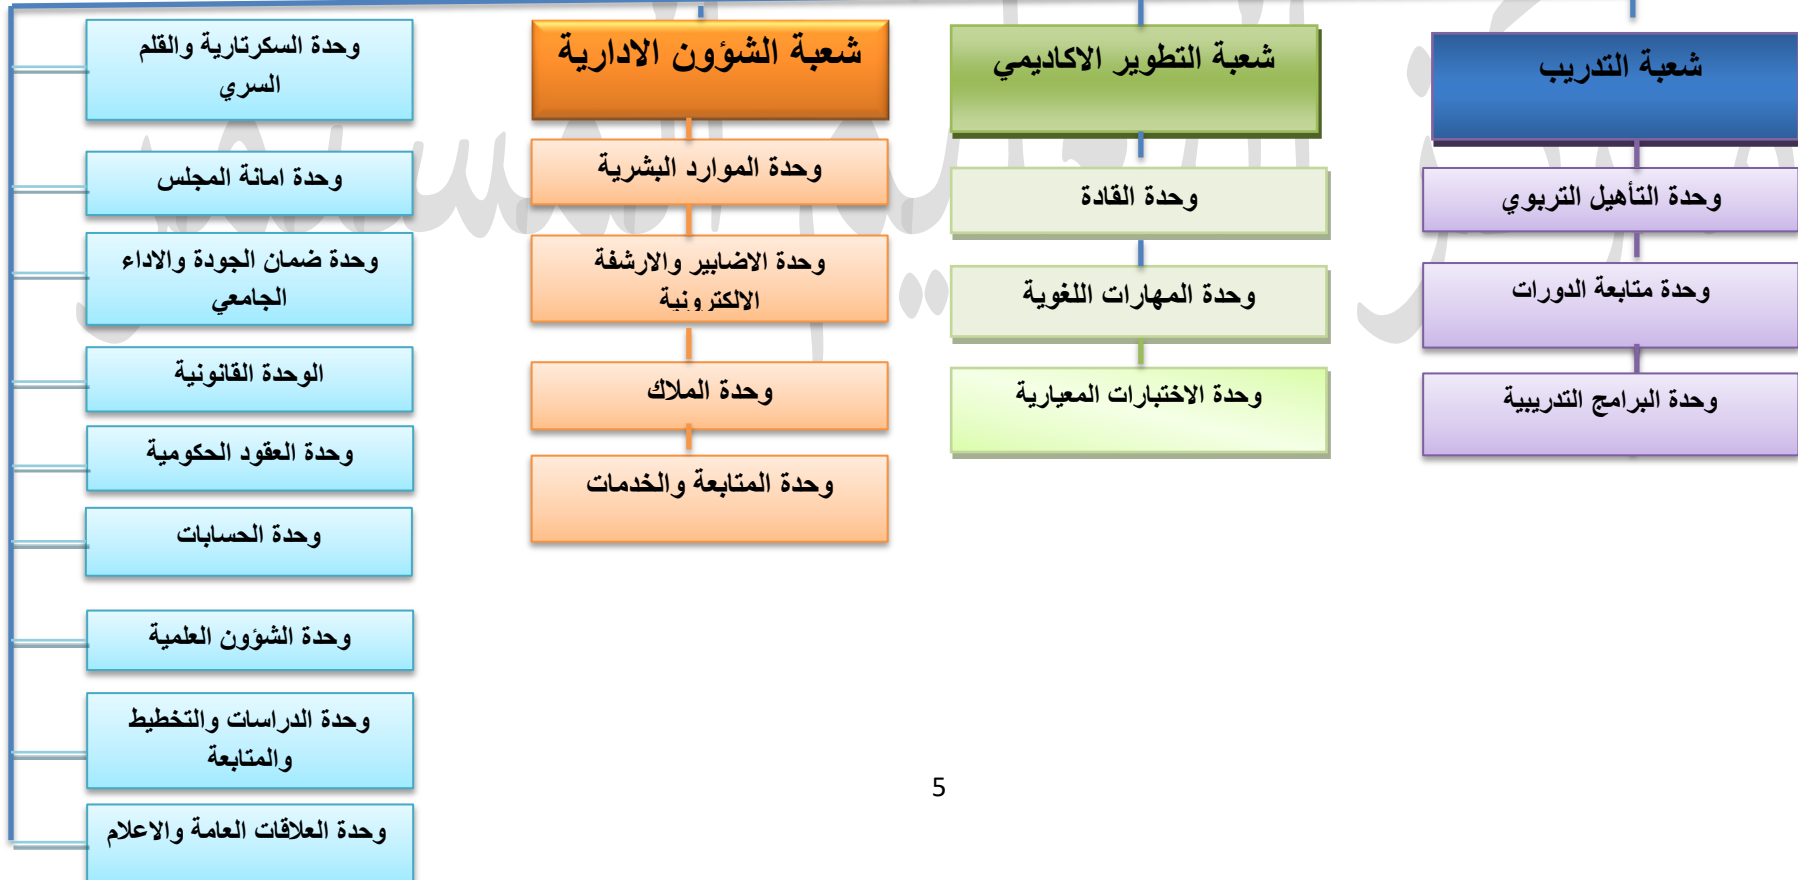 شعبة التدريب
وحدة التأهيل التربوي
وحدة متابعة الدورات
وحدة البرامج التدريبية
شعبة التطوير الاكاديمي
وحدة القادة
وحدة المهارات اللغوية
وحدة الاختبارات المعيارية
شعبة الشؤون الادارية
وحدة الموارد البشرية
وحدة الاضابير والارشفة
الالكترونية
وحدة الملاك
وحدة المتابعة والخدمات
وحدة السكرتارية والقلم
السري
وحدة امانة المجلس
وحدة ضمان الجودة والاداء
الجامعي
الوحدة القانونية
وحدة العقود الحكومية
وحدة الحسابات
وحدة الشؤون العلمية
وحدة الدراسات والتخطيط
والمتابعة
وحدة العلاقات العامة والاعلام
5